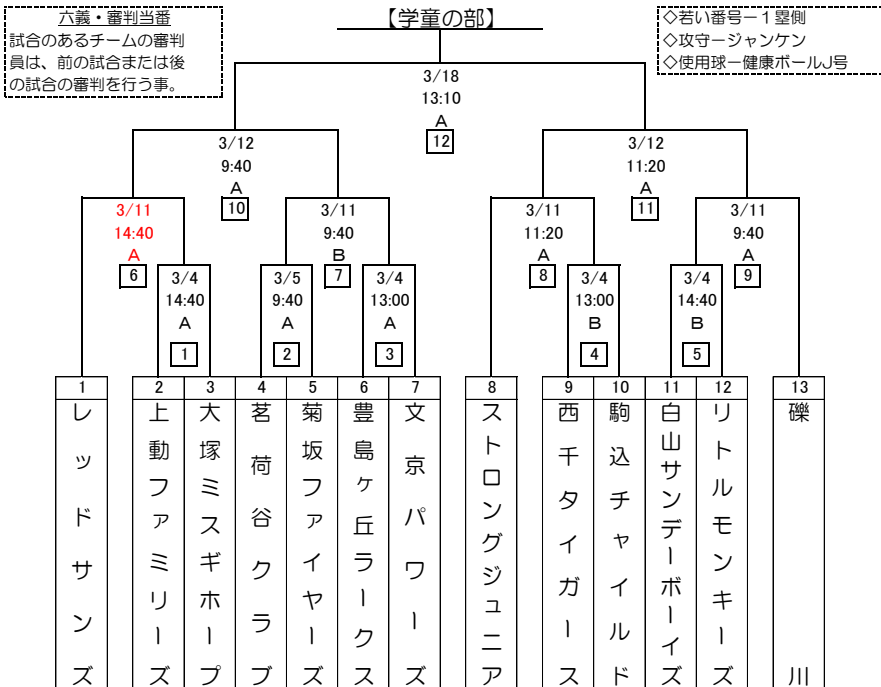 六義・審判当番
試合のあるチームの審判
員は、前の試合または後
の試合の審判を行う事。
【学童の部】
◇若い番号－１塁側
◇攻守－ジャンケン
◇使用球－健康ボールJ号
3/18
13:10
A
12
3/12
9:40
A
10
3/12
11:20
A
11
3/11
14:40
A
6
3/11
9:40
B
7
3/11
11:20
A
8
3/11
9:40
A
9
3/4
14:40
A
1
3/5
9:40
A
2
3/4
13:00
A
3
3/4
13:00
B
4
3/4
14:40
B
5
1
レッドサンズ
2
上動ファミリーズ
3
大塚ミスギホープ
4
茗荷谷クラブ
5
菊坂ファイヤーズ
6
豊島ヶ丘ラークス
7
文京パワーズ
8
ストロングジュニア
9
西千タイガース
10
駒込チャイルド
11
白山サンデーボーイズ
12
リトルモンキーズ
13
礫川